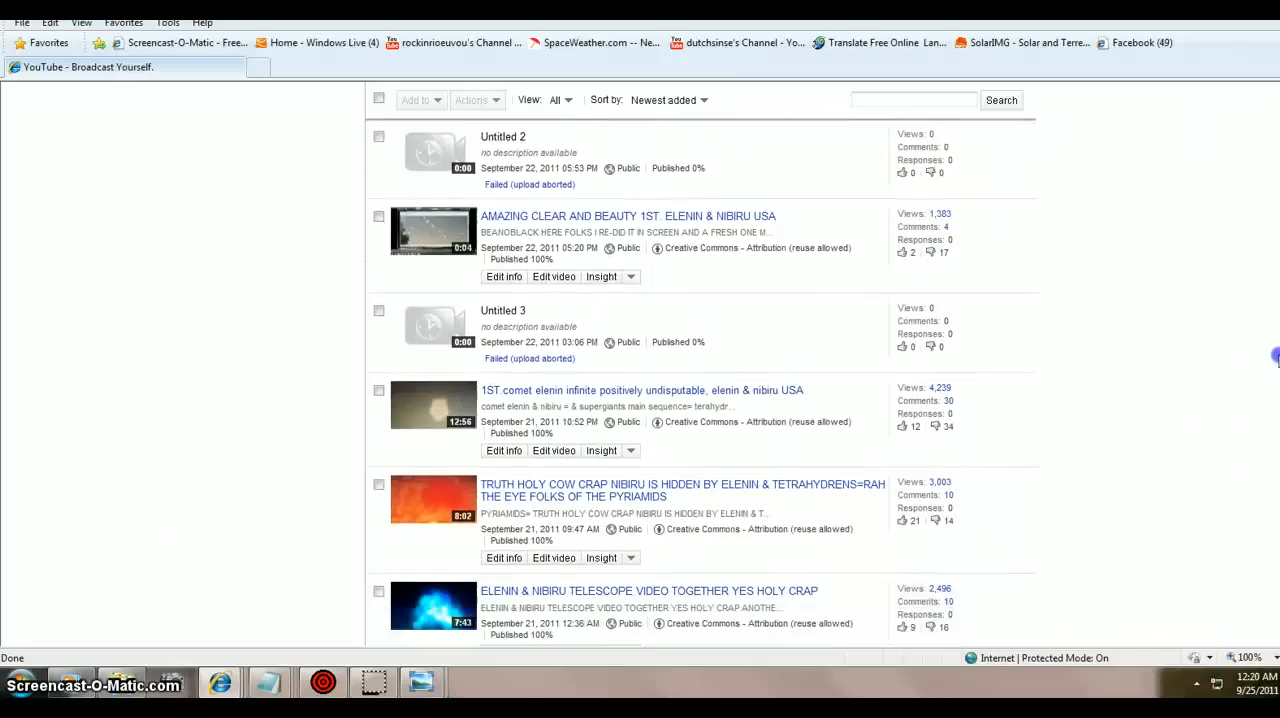 File Edit View Favorites Tools Help
Favorites Screencast-O-Matic - Free... Home - Windows Live (4) rockinrioeuvou's Channel ... SpaceWeather.com -- Ne... dutchsinse's Channel - Yo... Translate Free Online Lan... SolarIMG - Solar and Terre... Facebook (49)
YouTube - Broadcast Yourself.
Add to Actions View: All Sort by: Newest added Search
Untitled 2
no description available
September 22, 2011 05:53 PM Public Published 0%
Failed (upload aborted)
0:00
Views: 0
Comments: 0
Responses: 0
0 0
AMAZING CLEAR AND BEAUTY 1ST. ELENIN & NIBIRU USA
BEANOBLACK HERE FOLKS I RE-DID IT IN SCREEN AND A FRESH ONE M...
September 22, 2011 05:20 PM Public Creative Commons - Attribution (reuse allowed)
Published 100%
0:04
Edit info Edit video Insight
Views: 1,383
Comments: 4
Responses: 0
2 17
Untitled 3
no description available
September 22, 2011 03:06 PM Public Published 0%
Failed (upload aborted)
0:00
Views: 0
Comments: 0
Responses: 0
0 0
1ST.comet elenin infinite positively undisputable, elenin & nibiru USA
comet elenin & nibiru = & supergiants main sequence= terahydr...
September 21, 2011 10:52 PM Public Creative Commons - Attribution (reuse allowed)
Published 100%
12:56
Edit info Edit video Insight
Views: 4,239
Comments: 30
Responses: 0
12 34
TRUTH HOLY COW CRAP NIBIRU IS HIDDEN BY ELENIN & TETRAHYDRENS=RAH
THE EYE FOLKS OF THE PYRIAMIDS
PYRIAMIDS= TRUTH HOLY COW CRAP NIBIRU IS HIDDEN BY ELENIN & T...
September 21, 2011 09:47 AM Public Creative Commons - Attribution (reuse allowed)
Published 100%
8:02
Edit info Edit video Insight
Views: 3,003
Comments: 10
Responses: 0
21 14
ELENIN & NIBIRU TELESCOPE VIDEO TOGETHER YES HOLY CRAP
ELENIN & NIBIRU TELESCOPE VIDEO TOGETHER YES HOLY CRAP ANOTHE...
September 21, 2011 12:36 AM Public Creative Commons - Attribution (reuse allowed)
Published 100%
7:43
Views: 2,496
Comments: 10
Responses: 0
9 16
Done Internet | Protected Mode: On 100%
Screencast-O-Matic.com
12:20 AM
9/25/2011